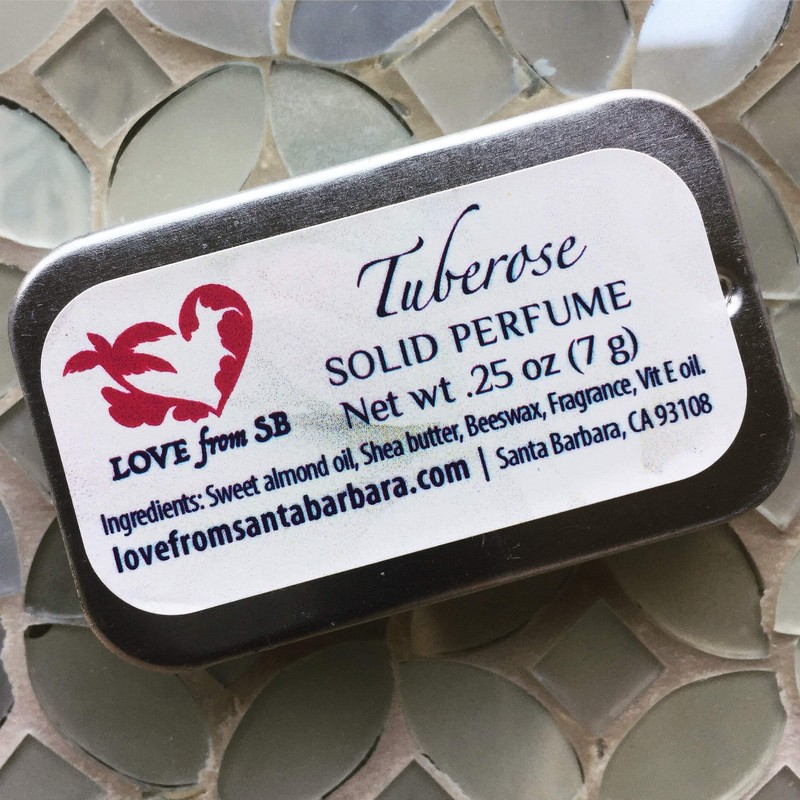 Tuberose
SOLID PERFUME
Net wt .25 oz (7 g)
LOVE from SB
Ingredients: Sweet almond oil, Shea butter, Beeswax, Fragrance, Vit E oil.
lovefromsantabarbara.com | Santa Barbara, CA 93108